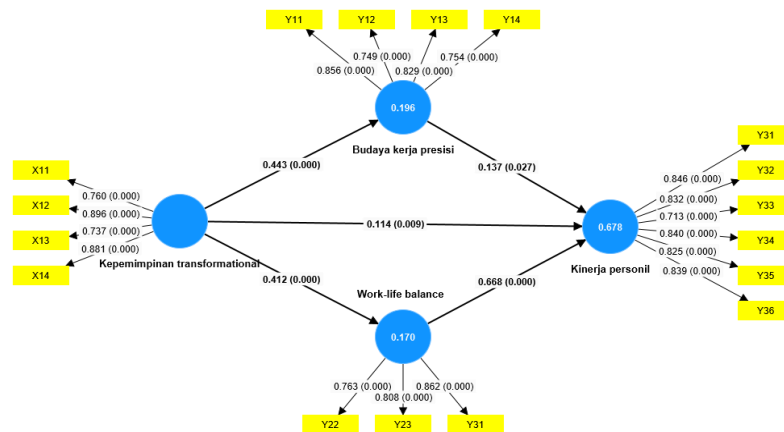 Y11
Y12
Y13
Y14
0.856 (0.000)
0.749 (0.000)
0.829 (0.000)
0.754 (0.000)
0.196
Budaya kerja presisi
0.443 (0.000)
0.137 (0.027)
X11
X12
X13
X14
0.760 (0.000)
0.896 (0.000)
0.737 (0.000)
0.881 (0.000)
Kepemimpinan transformational
0.114 (0.009)
0.412 (0.000)
0.668 (0.000)
0.678
Kinerja personil
0.846 (0.000)
0.832 (0.000)
0.713 (0.000)
0.840 (0.000)
0.825 (0.000)
0.839 (0.000)
Y31
Y32
Y33
Y34
Y35
Y36
Work-life balance
0.170
0.763 (0.000)
0.808 (0.000)
0.862 (0.000)
Y22
Y23
Y31